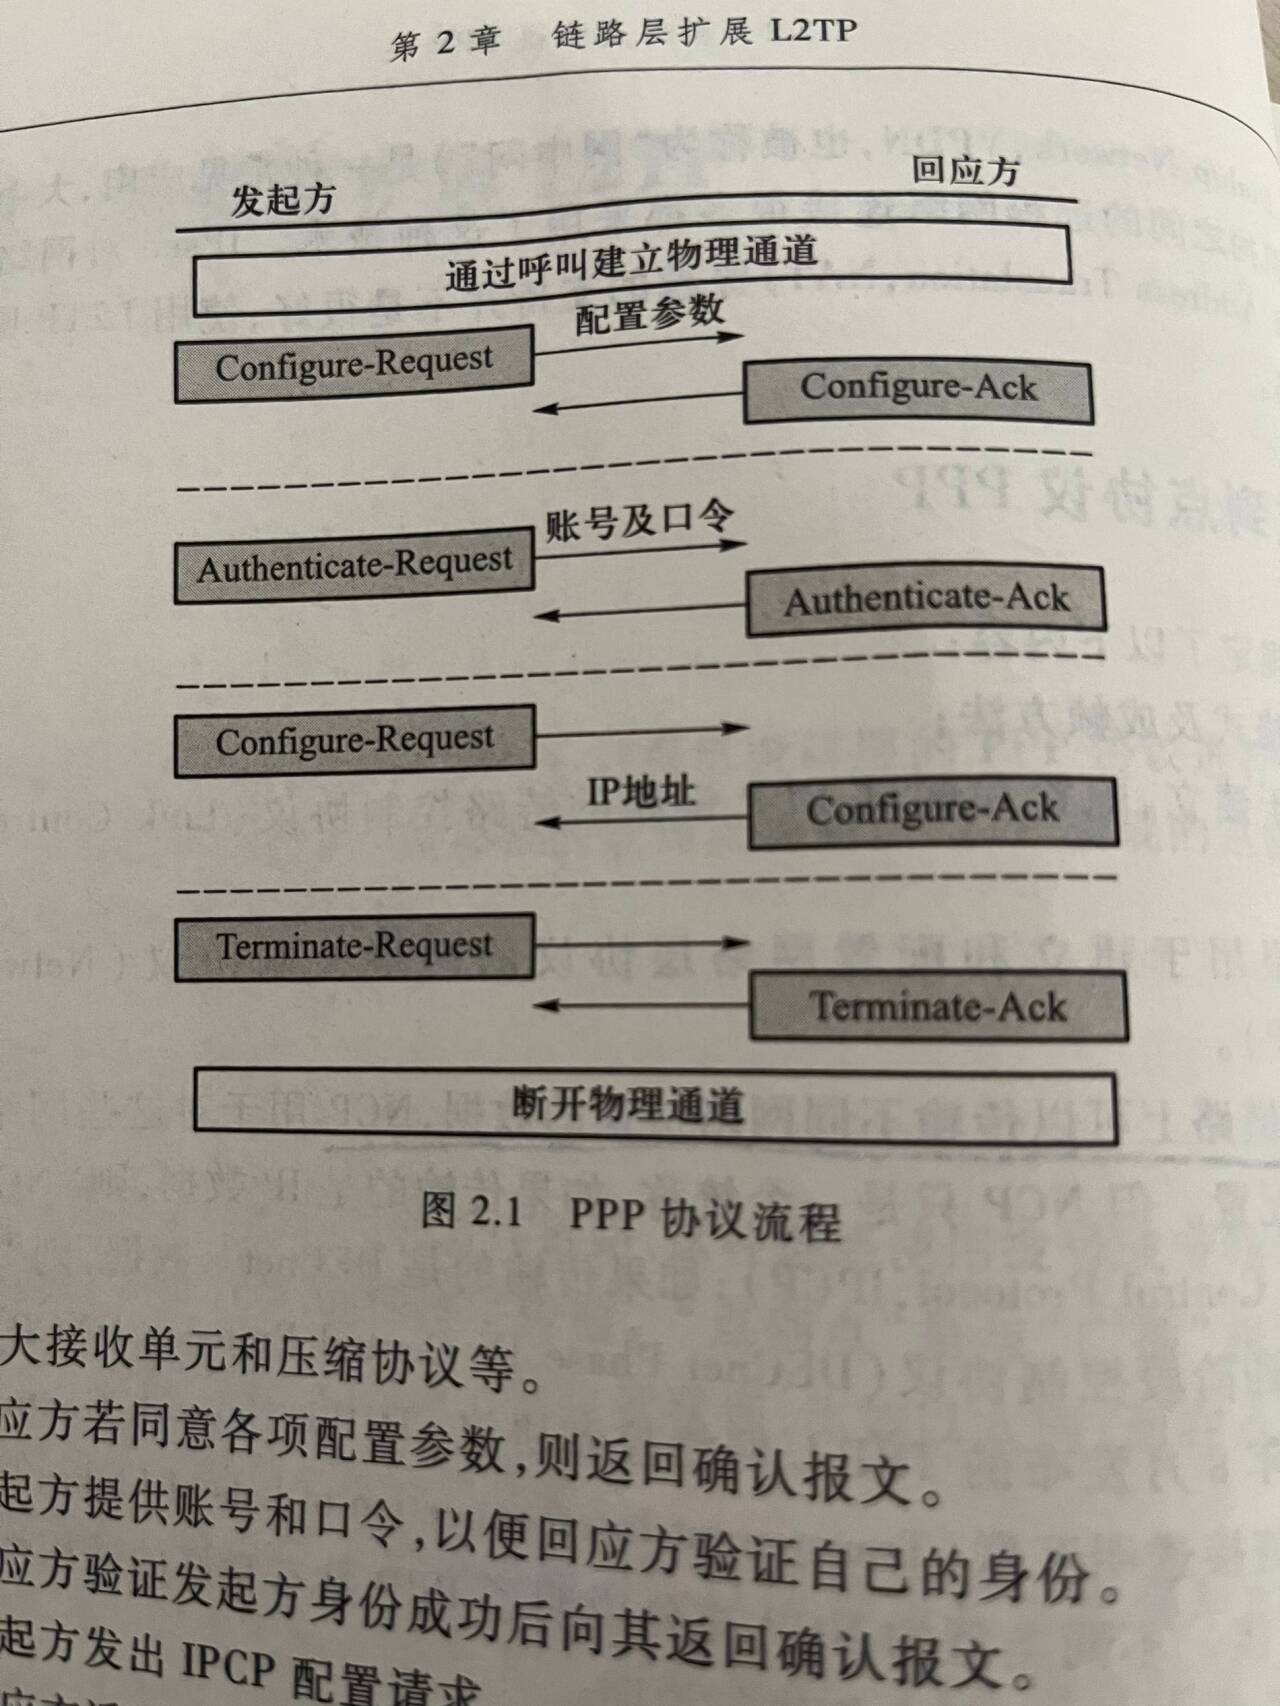 第 2 章 链路层扩展 L2TP
发起方 回应方
通过呼叫建立物理通道
配置参数
Configure-Request
Configure-Ack
账号及口令
Authenticate-Request
Authenticate-Ack
Configure-Request
IP地址
Configure-Ack
Terminate-Request
Terminate-Ack
断开物理通道
图 2.1 PPP 协议流程
大接收单元和压缩协议等。
应方若同意各项配置参数,则返回确认报文。
起方提供账号和口令,以便回应方验证自己的身份。
应方验证发起方身份成功后向其返回确认报文。
起方发出 IPCP 配置请求